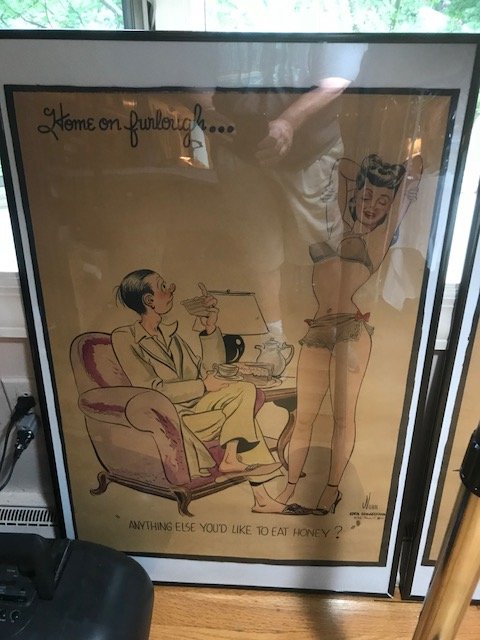 Home on furlough...
ANYTHING ELSE YOU'D LIKE TO EAT HONEY?